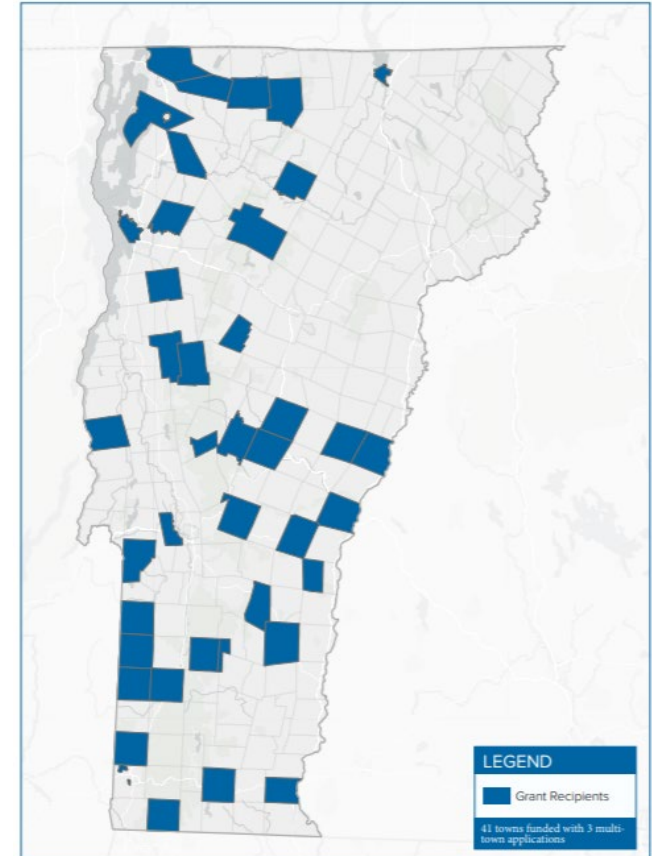 LEGEND
Grant Recipients
41 towns funded with 3 multi-
town applications